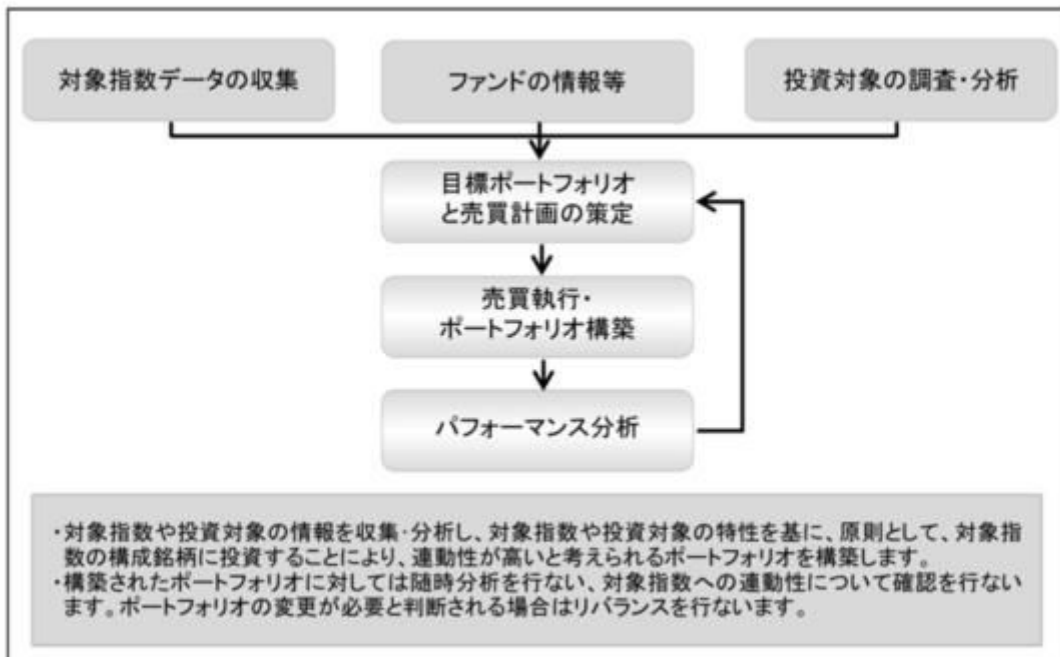 対象指数データの収集
ファンドの情報等
投資対象の調査・分析
目標ポートフォリオ
と売買計画の策定
売買執行・
ポートフォリオ構築
パフォーマンス分析
・対象指数や投資対象の情報を収集・分析し、対象指数や投資対象の特性を基に、原則として、対象指
数の構成銘柄に投資することにより、連動性が高いと考えられるポートフォリオを構築します。
・構築されたポートフォリオに対しては随時分析を行ない、対象指数への連動性について確認を行ない
ます。ポートフォリオの変更が必要と判断される場合はリバランスを行ないます。